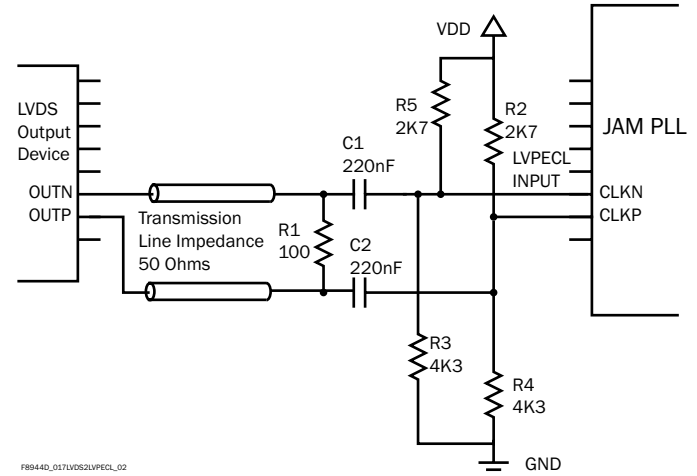 VDD
LVDS
Output
Device
R5
2K7
R2
2K7
JAM PLL
C1
220nF
LVPECL
INPUT
OUTN
OUTP
CLKN
CLKP
Transmission
Line Impedance
50 Ohms
R1
100
C2
220nF
R3
4K3
R4
4K3
GND
F8944D_017LVDS2LVPECL_02